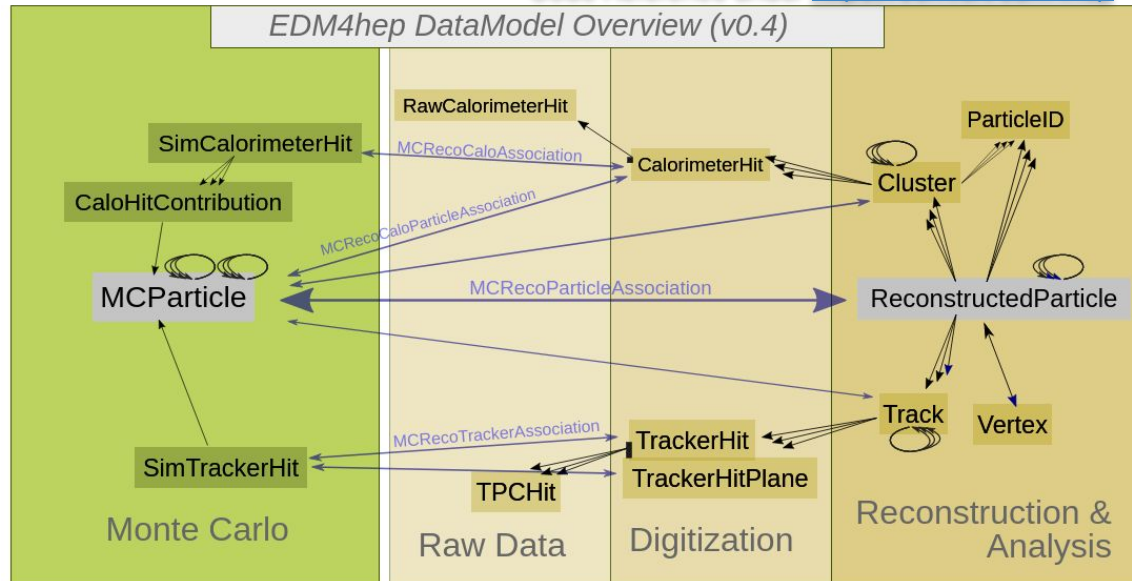 EDM4hep DataModel Overview (v0.4)
RawCalorimeterHit
ParticleID
SimCalorimeterHit
MCRecoCaloAssociation
CalorimeterHit
Cluster
CaloHitContribution
MCRecoCaloParticleAssociation
MCParticle
MCRecoParticleAssociation
ReconstructedParticle
Track
Vertex
MCRecoTrackerAssociation
TrackerHit
SimTrackerHit
TrackerHitPlane
TPCHit
Monte Carlo
Raw Data
Digitization
Reconstruction &
Analysis